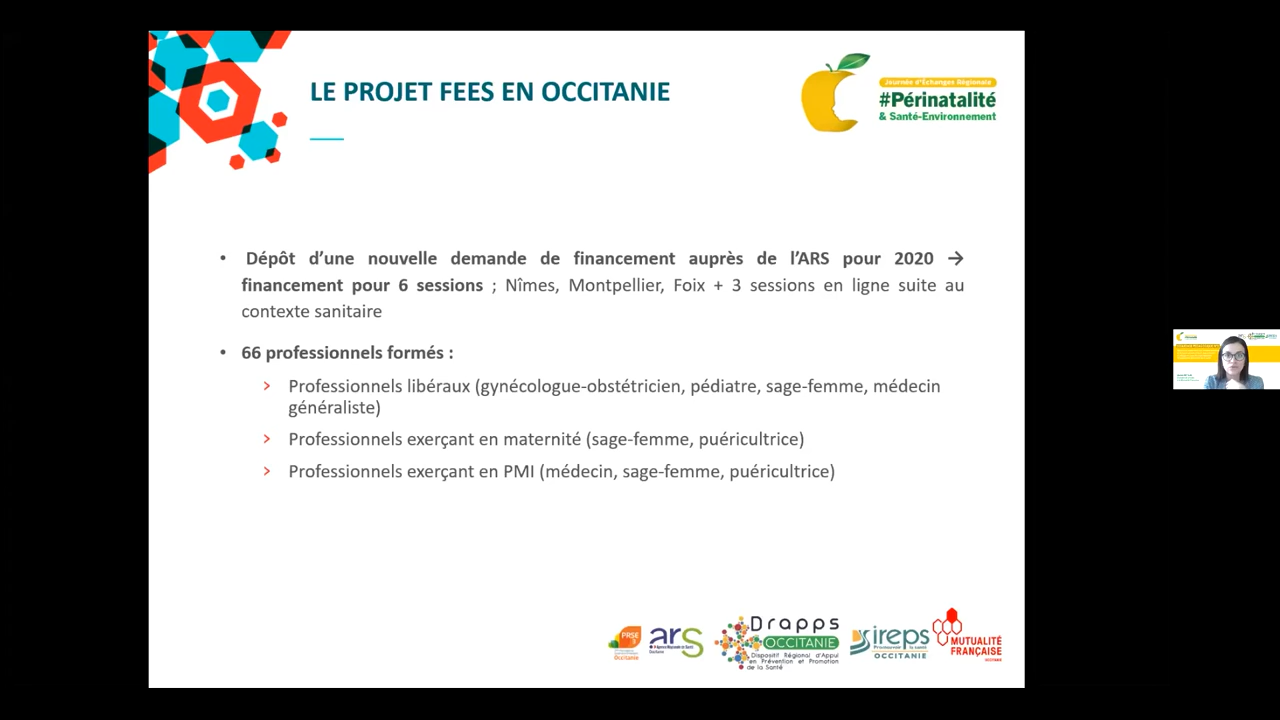 LE PROJET FEES EN OCCITANIE
Journée d'Échanges Régionale
#Périnatalité
& Santé-Environnement
• Dépôt d'une nouvelle demande de financement auprès de l'ARS pour 2020 →
financement pour 6 sessions ; Nîmes, Montpellier, Foix + 3 sessions en ligne suite au
contexte sanitaire
• 66 professionnels formés :
> Professionnels libéraux (gynécologue-obstétricien, pédiatre, sage-femme, médecin
généraliste)
> Professionnels exerçant en maternité (sage-femme, puéricultrice)
> Professionnels exerçant en PMI (médecin, sage-femme, puéricultrice)
PRSE
Occitanie
ars
Drapps
OCCITANIE
Dispositif Régional d'Appui
en Prévention et Promotion
de la Santé
ireps
OCCITANIE
MUTUALITÉ
FRANÇAISE